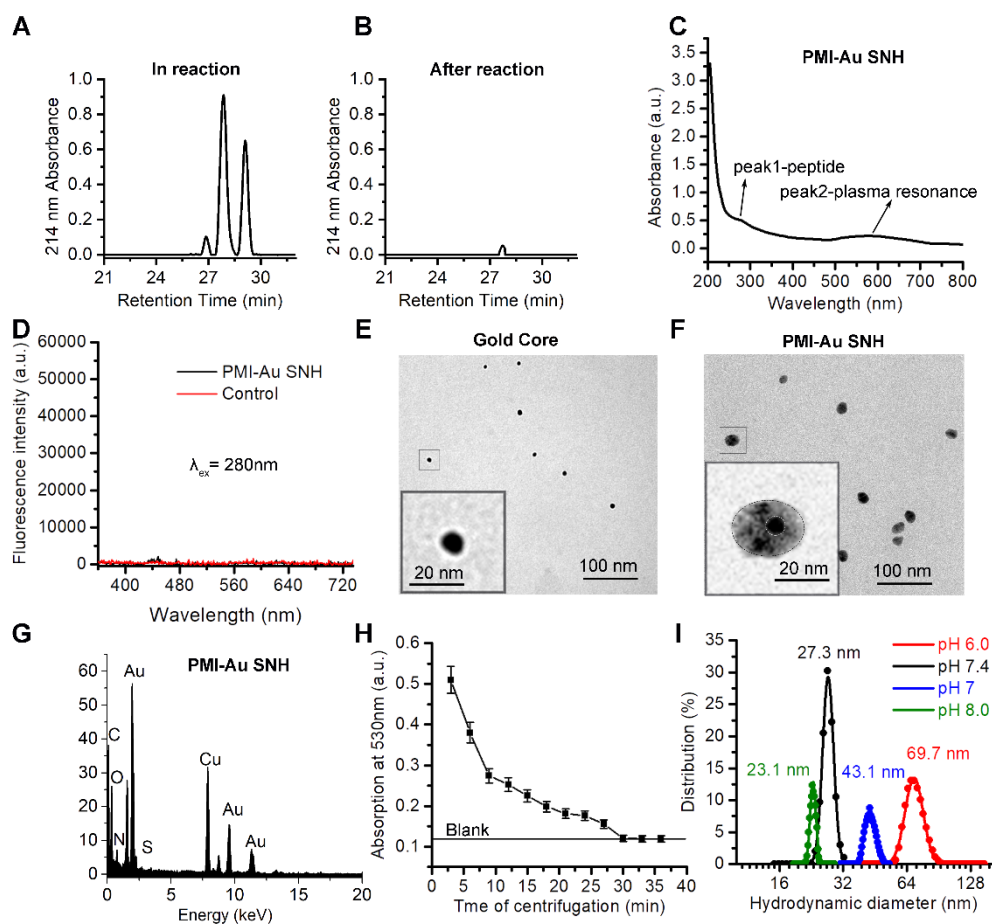 A
In reaction
1.0
0.8
0.6
0.4
0.2
0.0
214 nm Absorbance
21 24 27 30
Retention Time (min)
B
After reaction
1.0
0.8
0.6
0.4
0.2
0.0
214 nm Absorbance
21 24 27 30
Retention Time (min)
C
PMI-Au SNH
3.5
3.0
2.5
2.0
1.5
1.0
0.5
0.0
Absorbance (a.u.)
peak1-peptide
peak2-plasma resonance
200 300 400 500 600 700 800
Wavelength (nm)
D
60000
50000
40000
30000
20000
10000
0
Fluorescence intensity (a.u.)
PMI-Au SNH
Control
λex= 280nm
400 480 560 640 720
Wavelength (nm)
E
Gold Core
20 nm
100 nm
F
PMI-Au SNH
20 nm
100 nm
G
PMI-Au SNH
60
50
40
30
20
10
0
C
O
N
Au
S
Cu
Au
Au
0 5 10 15 20
Energy (keV)
H
0.6
0.5
0.4
0.3
0.2
0.1
Absorption at 530nm (a.u.)
Blank
0 5 10 15 20 25 30 35 40
Tme of centrifugation (min)
I
35
30
25
20
15
10
5
0
Distribution (%)
27.3 nm
pH 6.0
pH 7.4
pH 7
pH 8.0
23.1 nm
43.1 nm
69.7 nm
16 32 64 128
Hydrodynamic diameter (nm)